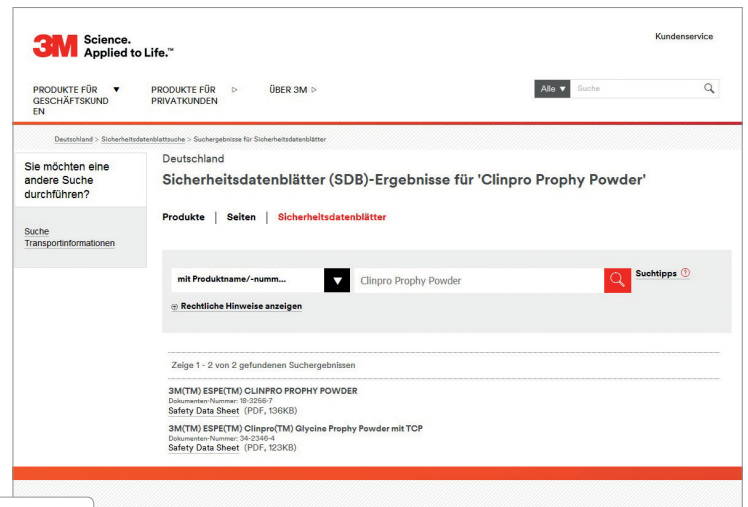 3M Science.
Applied to Life.™
Kundenservice
PRODUKTE FÜR ▼
GESCHÄFTSKUND
EN
PRODUKTE FÜR ▷
PRIVATKUNDEN
ÜBER 3M ▷
Alle ▼ Suche
Deutschland > Sicherheitsdatenblattsuche > Suchergebnisse für Sicherheitsdatenblätter
Sie möchten eine
andere Suche
durchführen?
Suche
Transportinformationen
Deutschland
Sicherheitsdatenblätter (SDB)-Ergebnisse für 'Clinpro Prophy Powder'
Produkte | Seiten | Sicherheitsdatenblätter
mit Produktname/-numm... ▼ Clinpro Prophy Powder Suchtipps ?
⊕ Rechtliche Hinweise anzeigen
Zeige 1 - 2 von 2 gefundenen Suchergebnissen
3M(TM) ESPE(TM) CLINPRO PROPHY POWDER
Dokumenten-Nummer: 18-3256-7
Safety Data Sheet (PDF, 136KB)
3M(TM) ESPE(TM) Clinpro(TM) Glycine Prophy Powder mit TCP
Dokumenten-Nummer: 34-2346-4
Safety Data Sheet (PDF, 123KB)